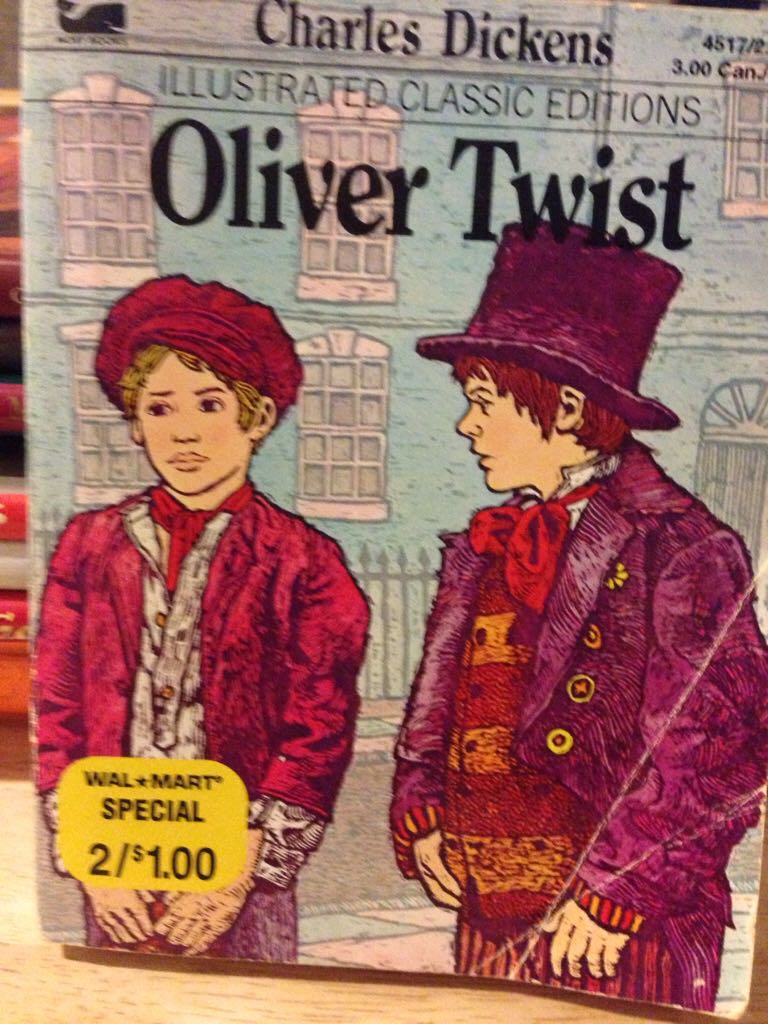 Charles Dickens
4517/2
3.00 Can./
ILLUSTRATED CLASSIC EDITIONS
Oliver Twist
WAL★MART®
SPECIAL
2/$1.00